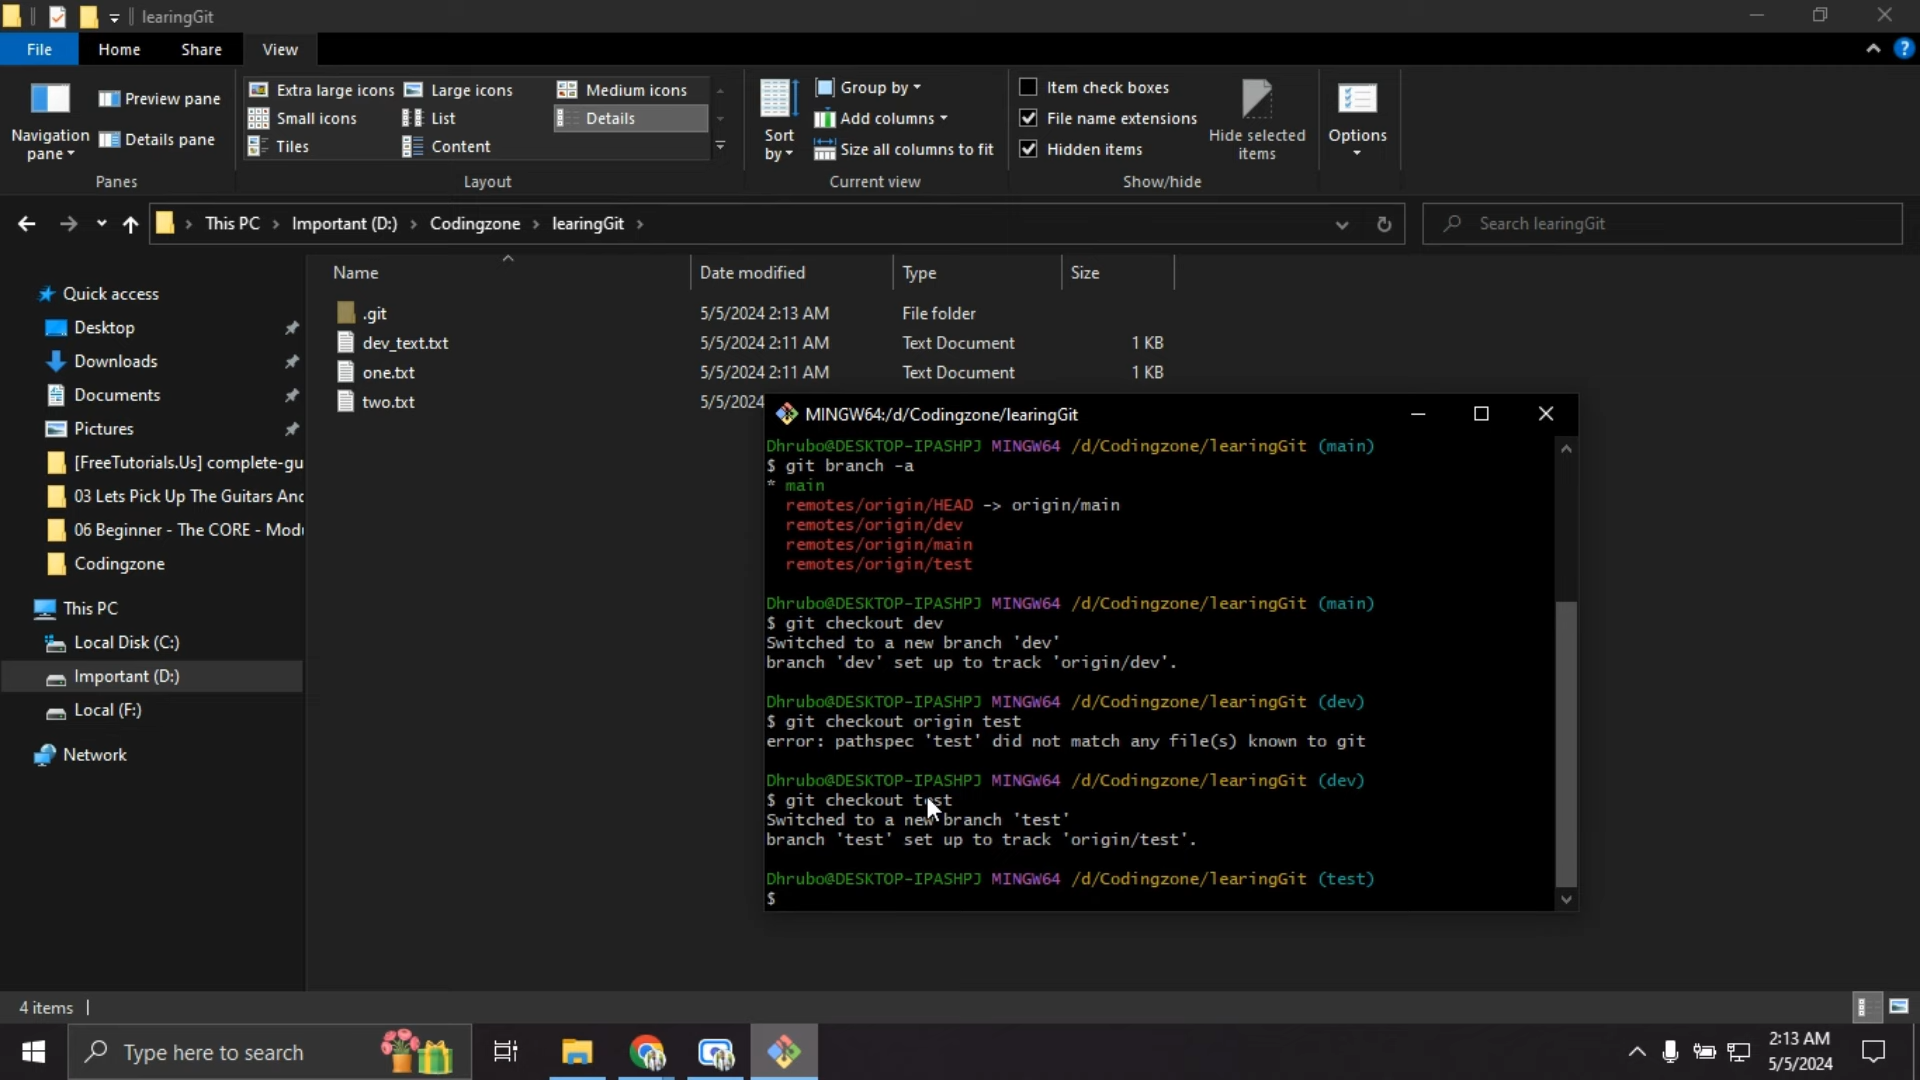 learingGit
File
Home
Share
View
Navigation pane
Preview pane
Details pane
Panes
Extra large icons
Large icons
Medium icons
Small icons
List
Details
Tiles
Content
Layout
Sort by
Group by
Add columns
Size all columns to fit
Current view
Item check boxes
File name extensions
Hidden items
Hide selected items
Show/hide
Options
This PC > Important (D:) > Codingzone > learingGit >
Search learingGit
Name
Date modified
Type
Size
.git 5/5/2024 2:13 AM File folder
dev_text.txt 5/5/2024 2:11 AM Text Document 1 KB
one.txt 5/5/2024 2:11 AM Text Document 1 KB
two.txt 5/5/2024
Quick access
Desktop
Downloads
Documents
Pictures
[FreeTutorials.Us] complete-gu
03 Lets Pick Up The Guitars And
06 Beginner - The CORE - Mod
Codingzone
This PC
Local Disk (C:)
Important (D:)
Local (F:)
Network
MINGW64:/d/Codingzone/learingGit
Dhrubo@DESKTOP-IPASHPJ MINGW64 /d/Codingzone/learingGit (main)
$ git branch -a
* main
remotes/origin/HEAD -> origin/main
remotes/origin/dev
remotes/origin/main
remotes/origin/test
Dhrubo@DESKTOP-IPASHPJ MINGW64 /d/Codingzone/learingGit (main)
$ git checkout dev
Switched to a new branch 'dev'
branch 'dev' set up to track 'origin/dev'.
Dhrubo@DESKTOP-IPASHPJ MINGW64 /d/Codingzone/learingGit (dev)
$ git checkout origin test
error: pathspec 'test' did not match any file(s) known to git
Dhrubo@DESKTOP-IPASHPJ MINGW64 /d/Codingzone/learingGit (dev)
$ git checkout test
Switched to a new branch 'test'
branch 'test' set up to track 'origin/test'.
Dhrubo@DESKTOP-IPASHPJ MINGW64 /d/Codingzone/learingGit (test)
$
4 items
Type here to search
2:13 AM
5/5/2024